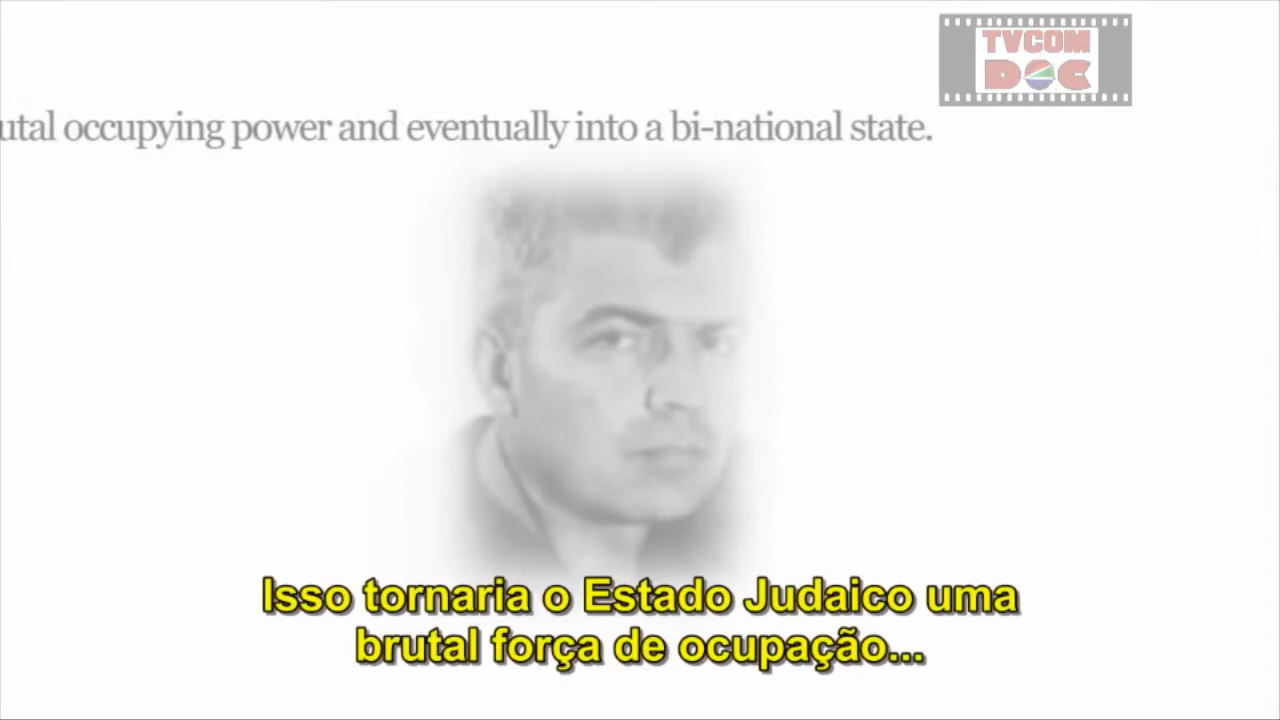 TVCOM
DOC
utal occupying power and eventually into a bi-national state.
Isso tornaria o Estado Judaico uma
brutal força de ocupação...